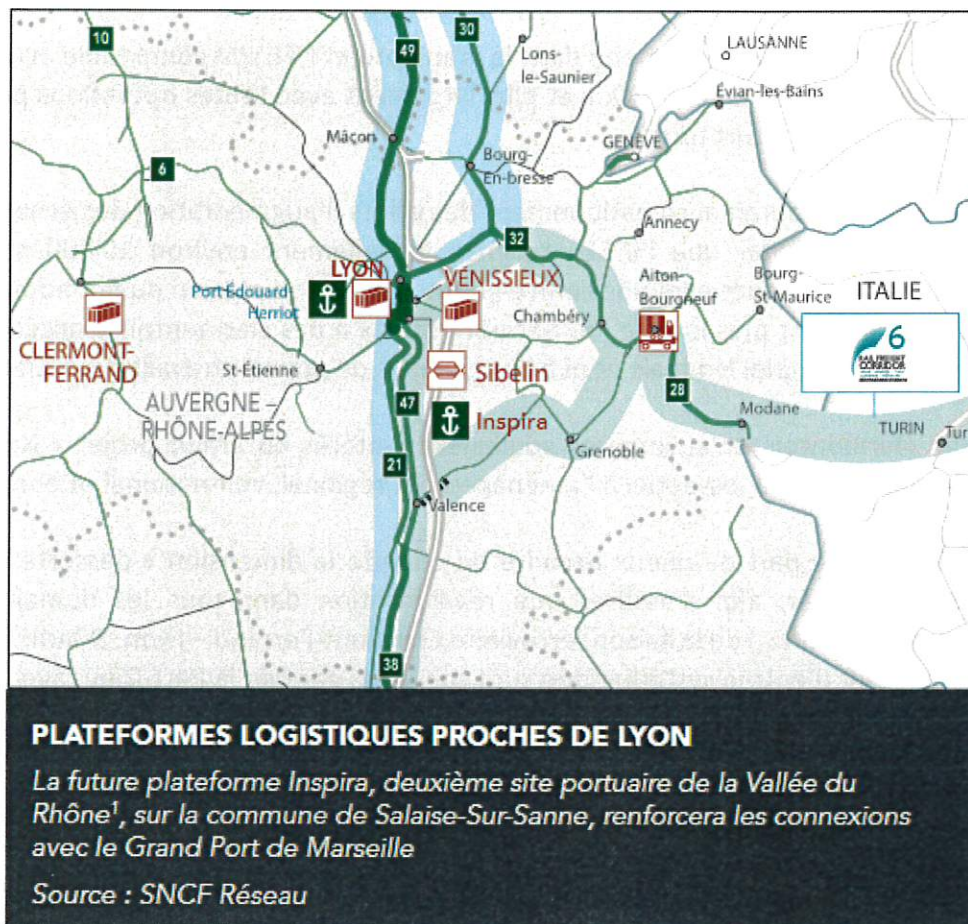 10
49
30
Lons-
le-Saunier
LAUSANNE
Évian-les-Bains
Mâcon
GENÈVE
6
Bourg-
En-bresse
Annecy
32
LYON
VÉNISSIEUX
Port Édouard-
Herriot
Aiton-
Bourgneuf
Bourg-
St-Maurice
ITALIE
6
RAIL FREIGHT
CORRIDOR
Chambéry
CLERMONT-
FERRAND
St-Étienne
Sibelin
28
AUVERGNE –
RHÔNE-ALPES
47
Inspira
Modane
TURIN
Tur
Grenoble
21
Valence
38
PLATEFORMES LOGISTIQUES PROCHES DE LYON
La future plateforme Inspira, deuxième site portuaire de la Vallée du
Rhône¹, sur la commune de Salaise-Sur-Sanne, renforcera les connexions
avec le Grand Port de Marseille
Source : SNCF Réseau